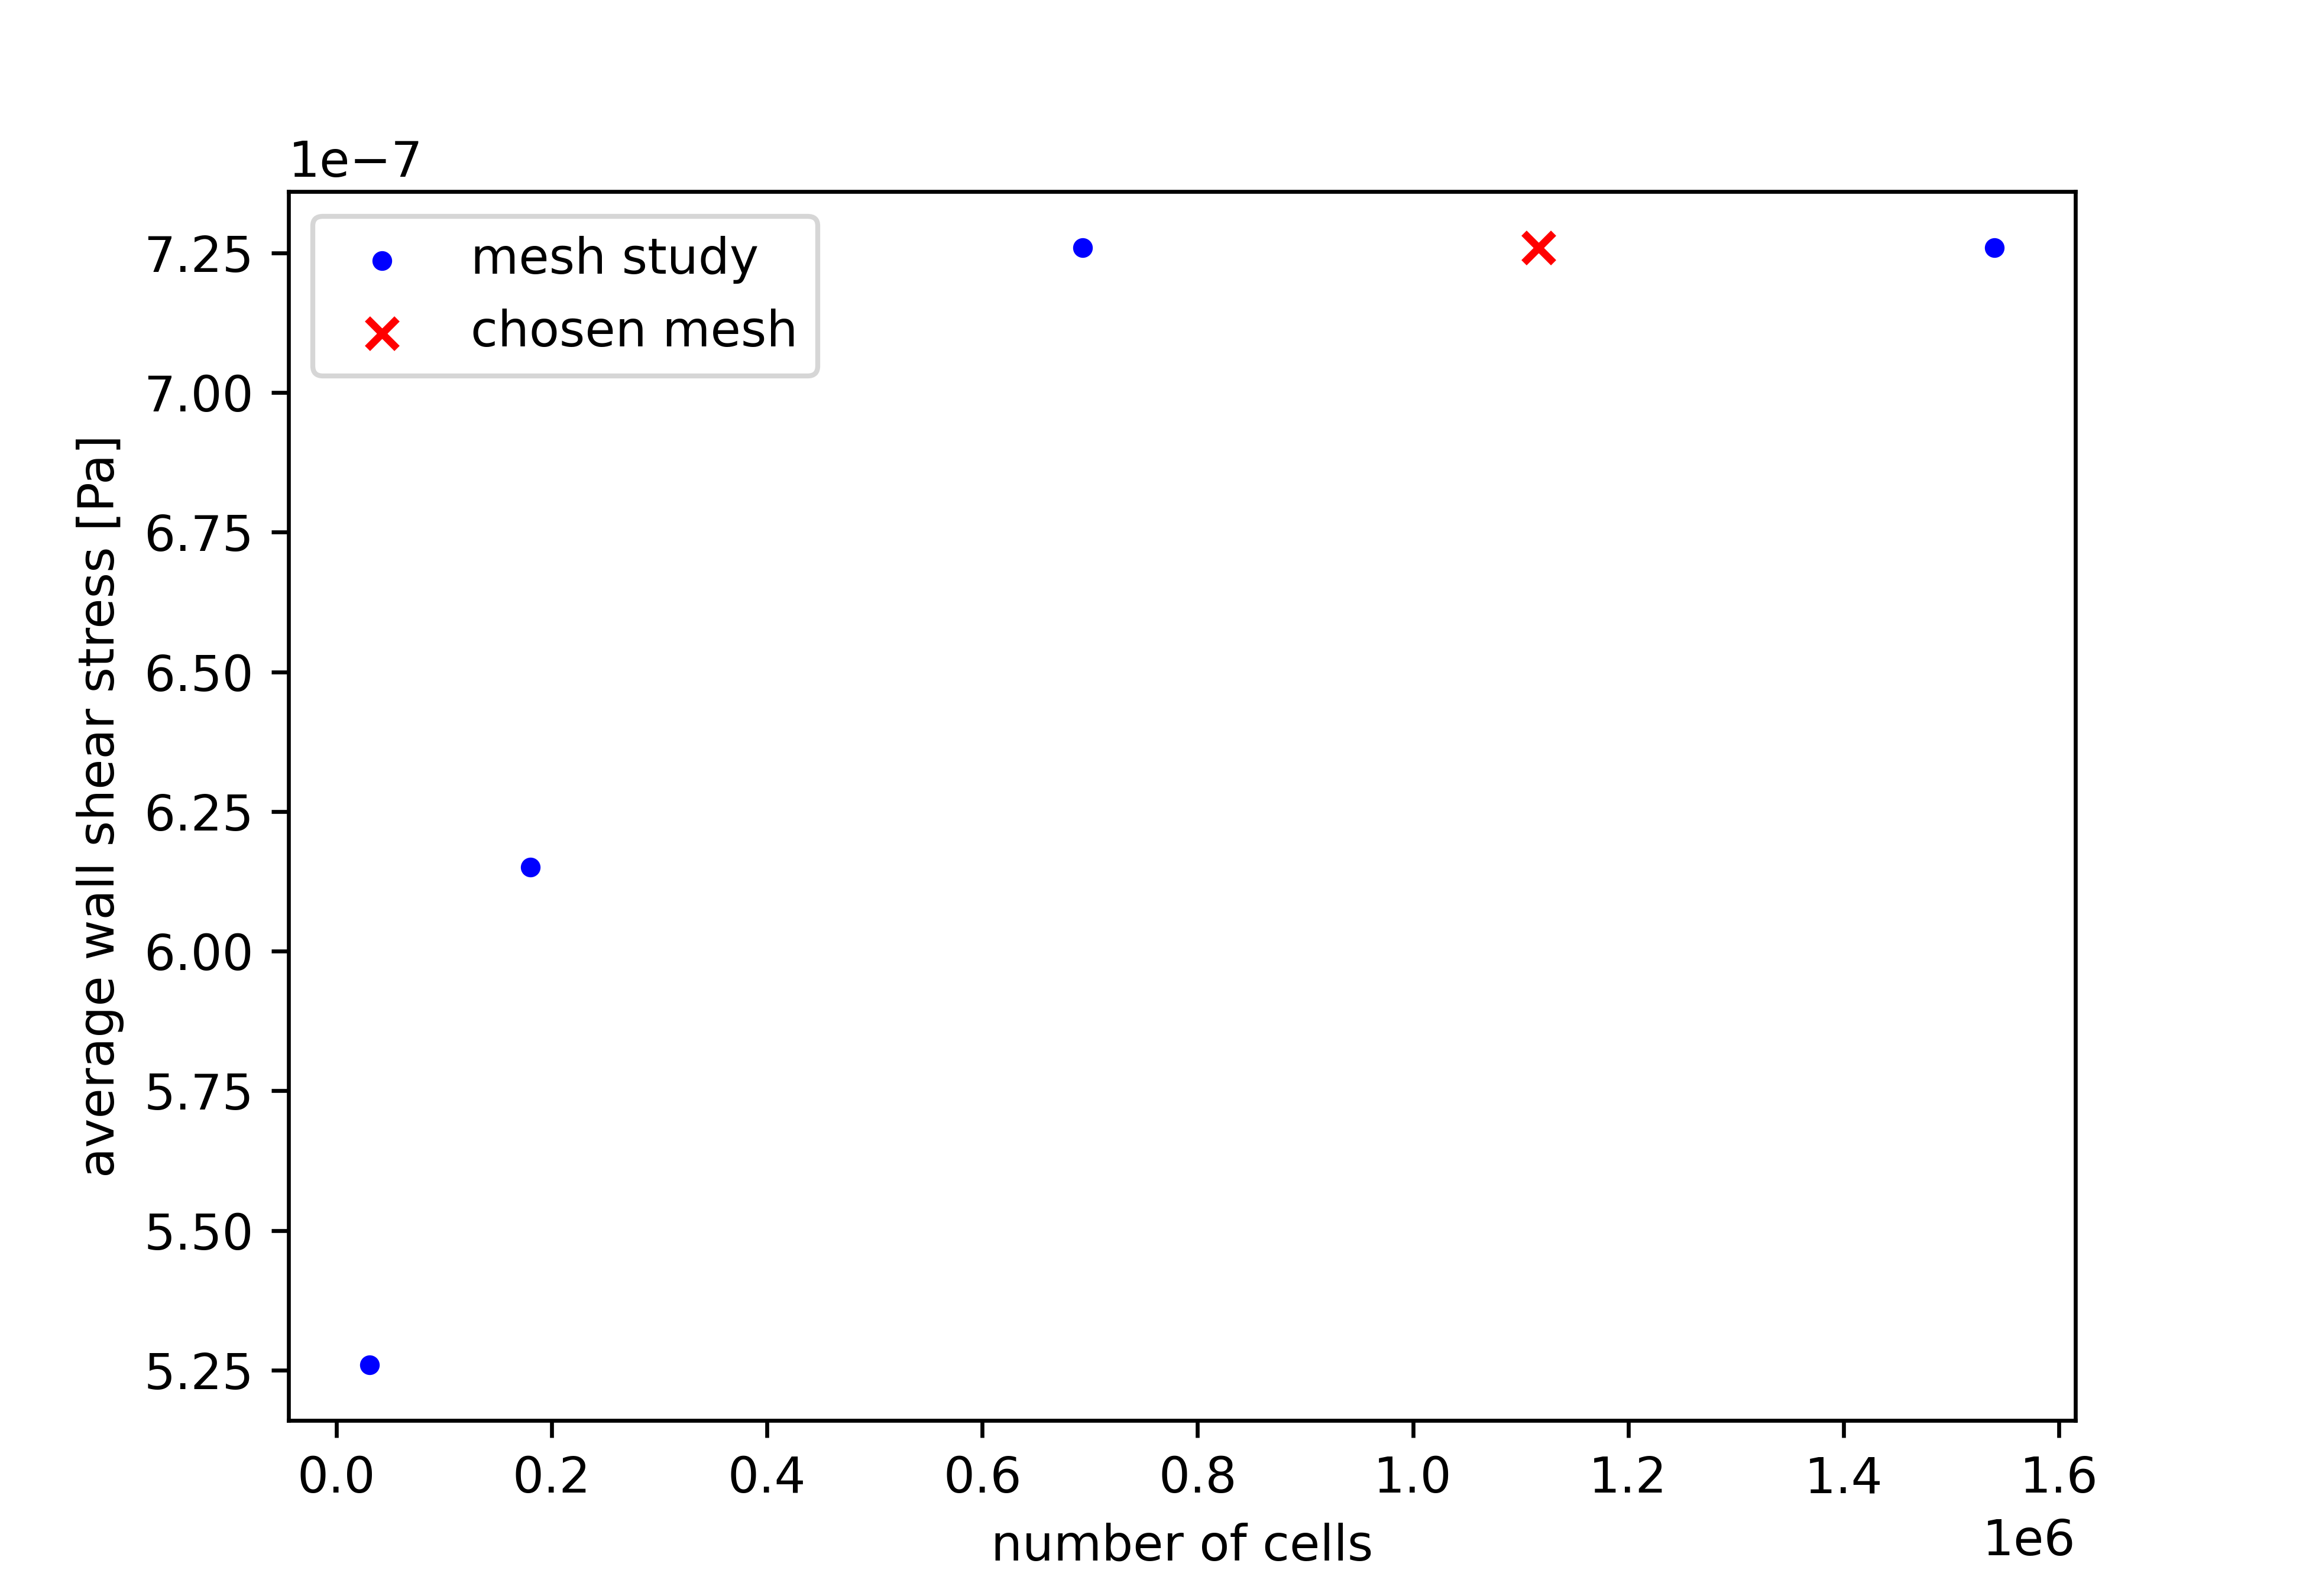 1e−7
mesh study
chosen mesh
average wall shear stress [Pa]
7.25
7.00
6.75
6.50
6.25
6.00
5.75
5.50
5.25
0.0 0.2 0.4 0.6 0.8 1.0 1.2 1.4 1.6
1e6
number of cells